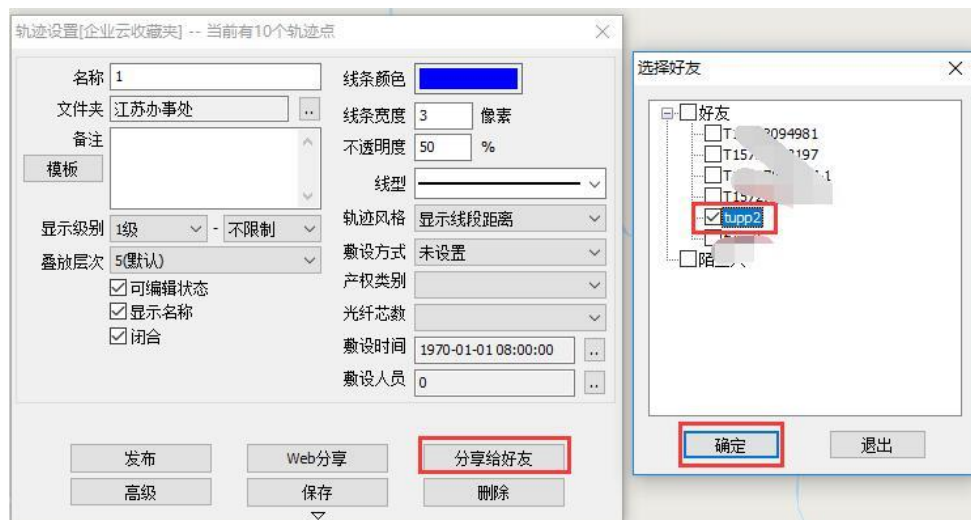 轨迹设置[企业云收藏夹] -- 当前有10个轨迹点
名称 1
文件夹 江苏办事处 ..
备注
模板
显示级别 1级 - 不限制
叠放层次 5(默认)
可编辑状态
显示名称
闭合
线条颜色
线条宽度 3 像素
不透明度 50 %
线型
轨迹风格 显示线段距离
敷设方式 未设置
产权类别
光纤芯数
敷设时间 1970-01-01 08:00:00 ..
敷设人员 0 ..
发布 Web分享 分享给好友
高级 保存 删除
选择好友
好友
tupp2
确定 退出